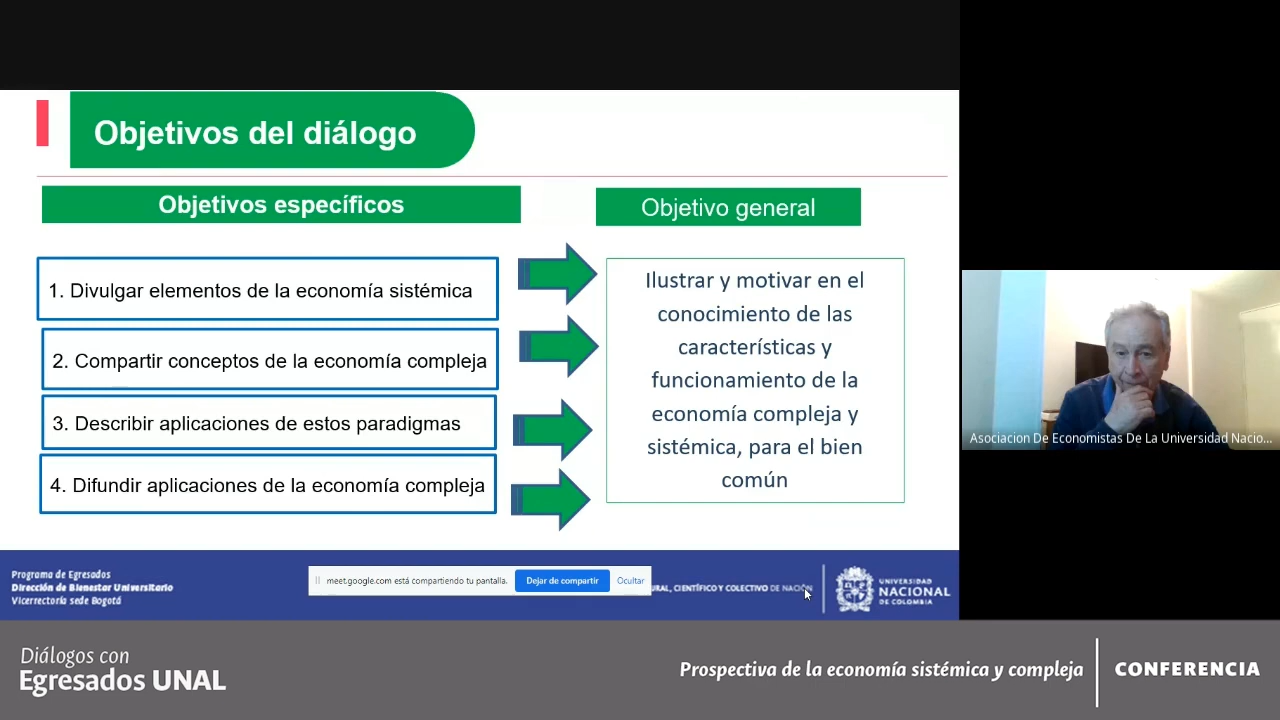 Objetivos del diálogo
Objetivos específicos
Objetivo general
1. Divulgar elementos de la economía sistémica
2. Compartir conceptos de la economía compleja
3. Describir aplicaciones de estos paradigmas
4. Difundir aplicaciones de la economía compleja
Ilustrar y motivar en el
conocimiento de las
características y
funcionamiento de la
economía compleja y
sistémica, para el bien
común
Asociacion De Economistas De La Universidad Nacio...
Programa de Egresados
Dirección de Bienestar Universitario
Vicerrectoría sede Bogotá
meet.google.com está compartiendo tu pantalla.
Dejar de compartir
Ocultar
URAL, CIENTÍFICO Y COLECTIVO DE NACIÓN
UNIVERSIDAD
NACIONAL
DE COLOMBIA
Diálogos con
Egresados UNAL
Prospectiva de la economía sistémica y compleja
CONFERENCIA